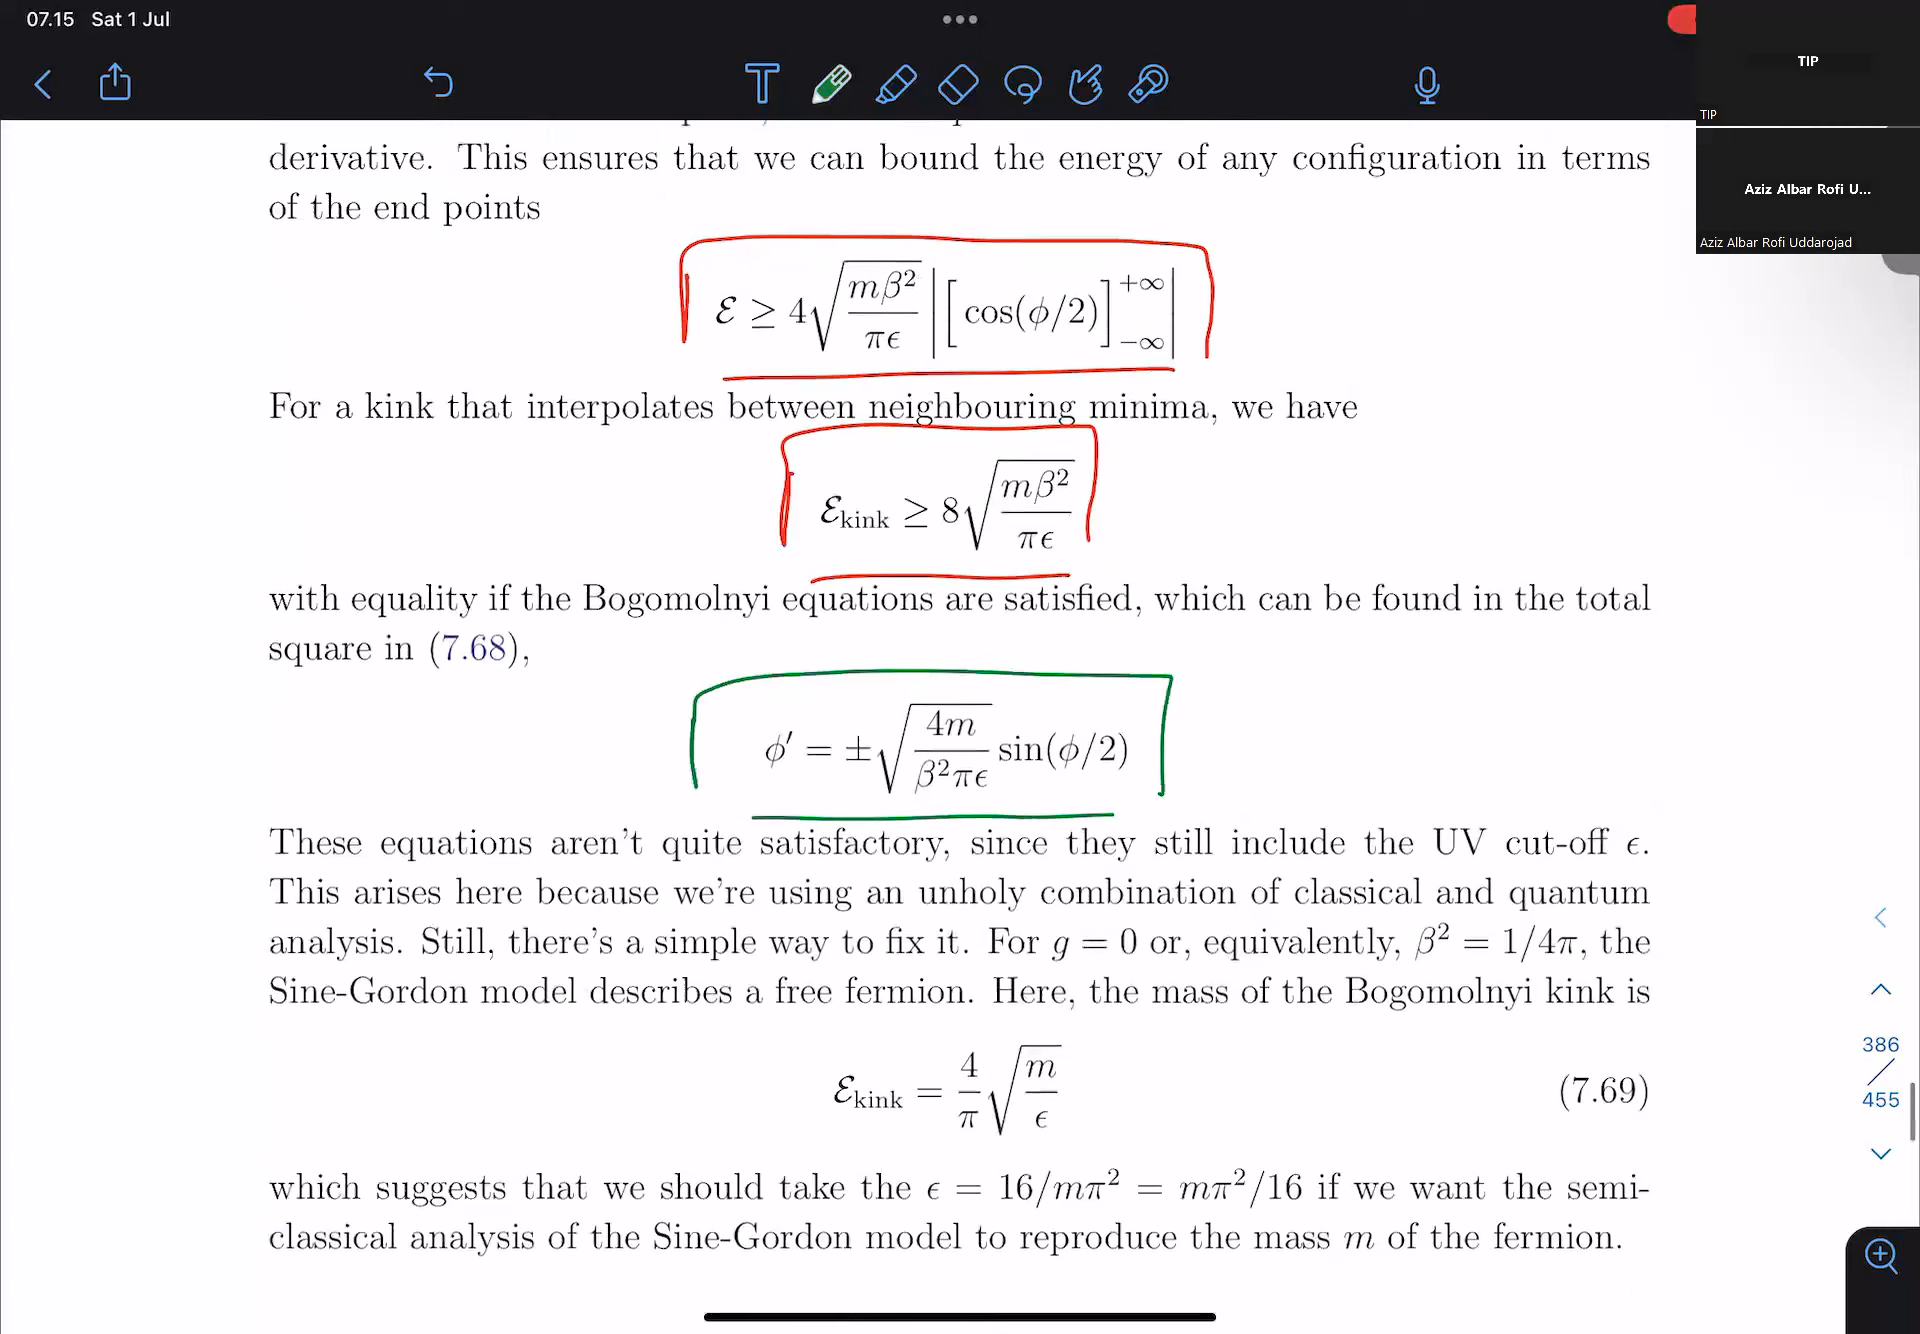 07.15 Sat 1 Jul
TIP
TIP
Aziz Albar Rofi U...
Aziz Albar Rofi Uddarojad
derivative. This ensures that we can bound the energy of any configuration in terms
of the end points
ℰ ≥ 4√(mβ²/πϵ) |[cos(ϕ/2)]₋∞⁺∞|
For a kink that interpolates between neighbouring minima, we have
ℰkink ≥ 8√(mβ²/πϵ)
with equality if the Bogomolnyi equations are satisfied, which can be found in the total
square in (7.68),
ϕ′ = ±√(4m/β²πϵ) sin(ϕ/2)
These equations aren't quite satisfactory, since they still include the UV cut-off ϵ.
This arises here because we're using an unholy combination of classical and quantum
analysis. Still, there's a simple way to fix it. For g = 0 or, equivalently, β² = 1/4π, the
Sine-Gordon model describes a free fermion. Here, the mass of the Bogomolnyi kink is
ℰkink = 4/π √(m/ϵ) (7.69)
which suggests that we should take the ϵ = 16/mπ² = mπ²/16 if we want the semi-
classical analysis of the Sine-Gordon model to reproduce the mass m of the fermion.
386
/
455